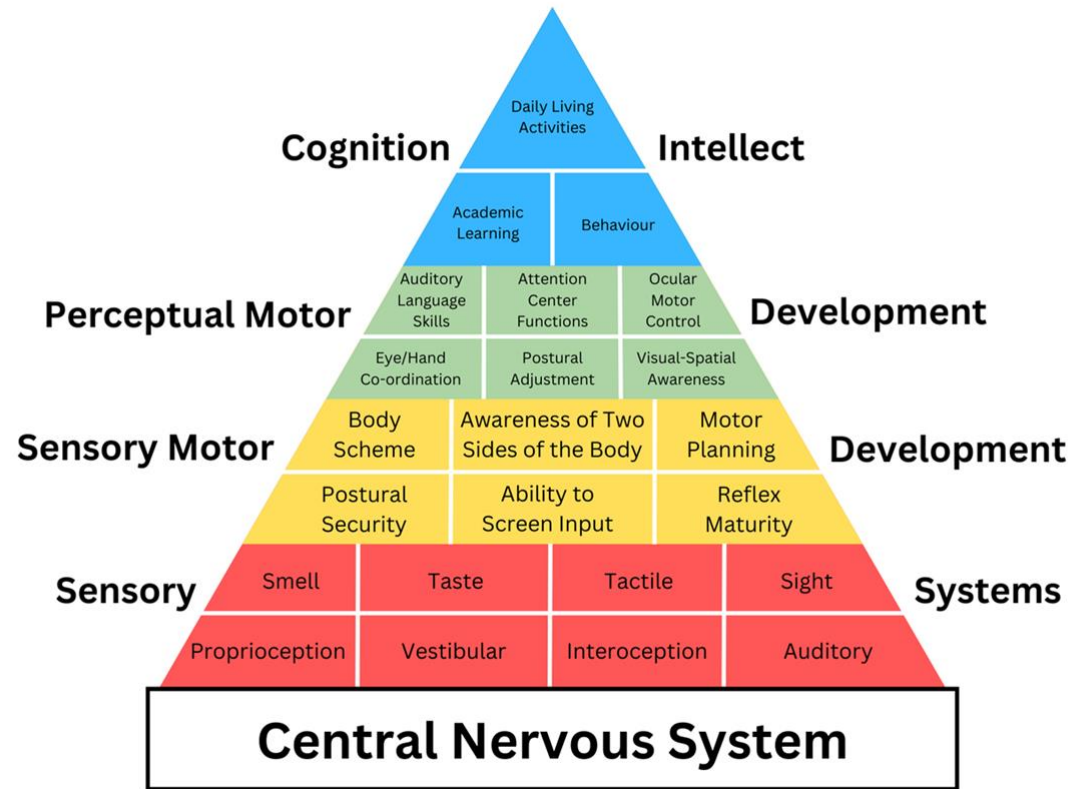 Daily Living
Activities
Cognition
Intellect
Academic
Learning
Behaviour
Auditory
Language
Skills
Attention
Center
Functions
Ocular
Motor
Control
Perceptual Motor
Development
Eye/Hand
Co-ordination
Postural
Adjustment
Visual-Spatial
Awareness
Body
Scheme
Awareness of Two
Sides of the Body
Motor
Planning
Sensory Motor
Development
Postural
Security
Ability to
Screen Input
Reflex
Maturity
Sensory
Smell
Taste
Tactile
Sight
Systems
Proprioception
Vestibular
Interoception
Auditory
Central Nervous System